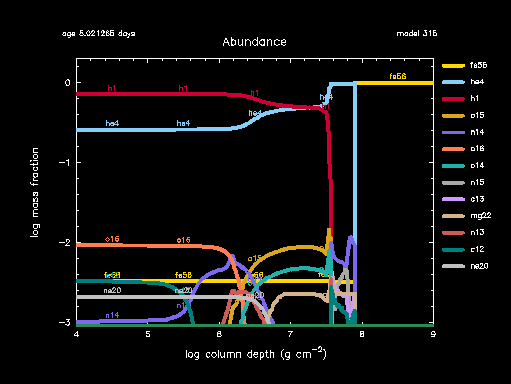 age 5.021265 days
model 315
Abundance
fe56
he4
h1
o15
n14
o16
o14
n15
c13
mg22
n13
c12
ne20
h1 h1 h1
he4
fe56
he4 he4 he4
o16 o16
o15
fe56
ne20 ne20
n14
0
−1
−2
−3
4 5 6 7 8 9
log mass fraction
log column depth (g cm−2)